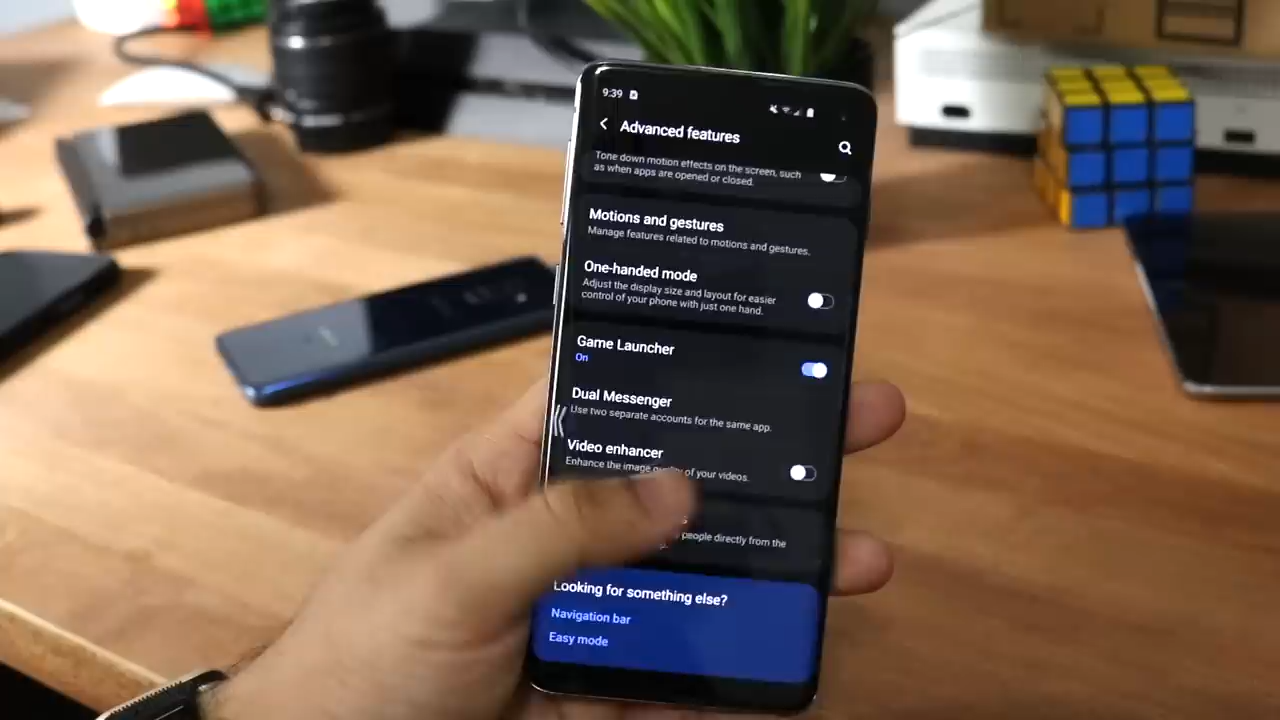 9:39
Advanced features
Tone down motion effects on the screen, such
as when apps are opened or closed.
Motions and gestures
Manage features related to motions and gestures.
One-handed mode
Adjust the display size and layout for easier
control of your phone with just one hand.
Game Launcher
On
Dual Messenger
Use two separate accounts for the same app.
Video enhancer
Enhance the image quality of your videos.
people directly from the
Looking for something else?
Navigation bar
Easy mode